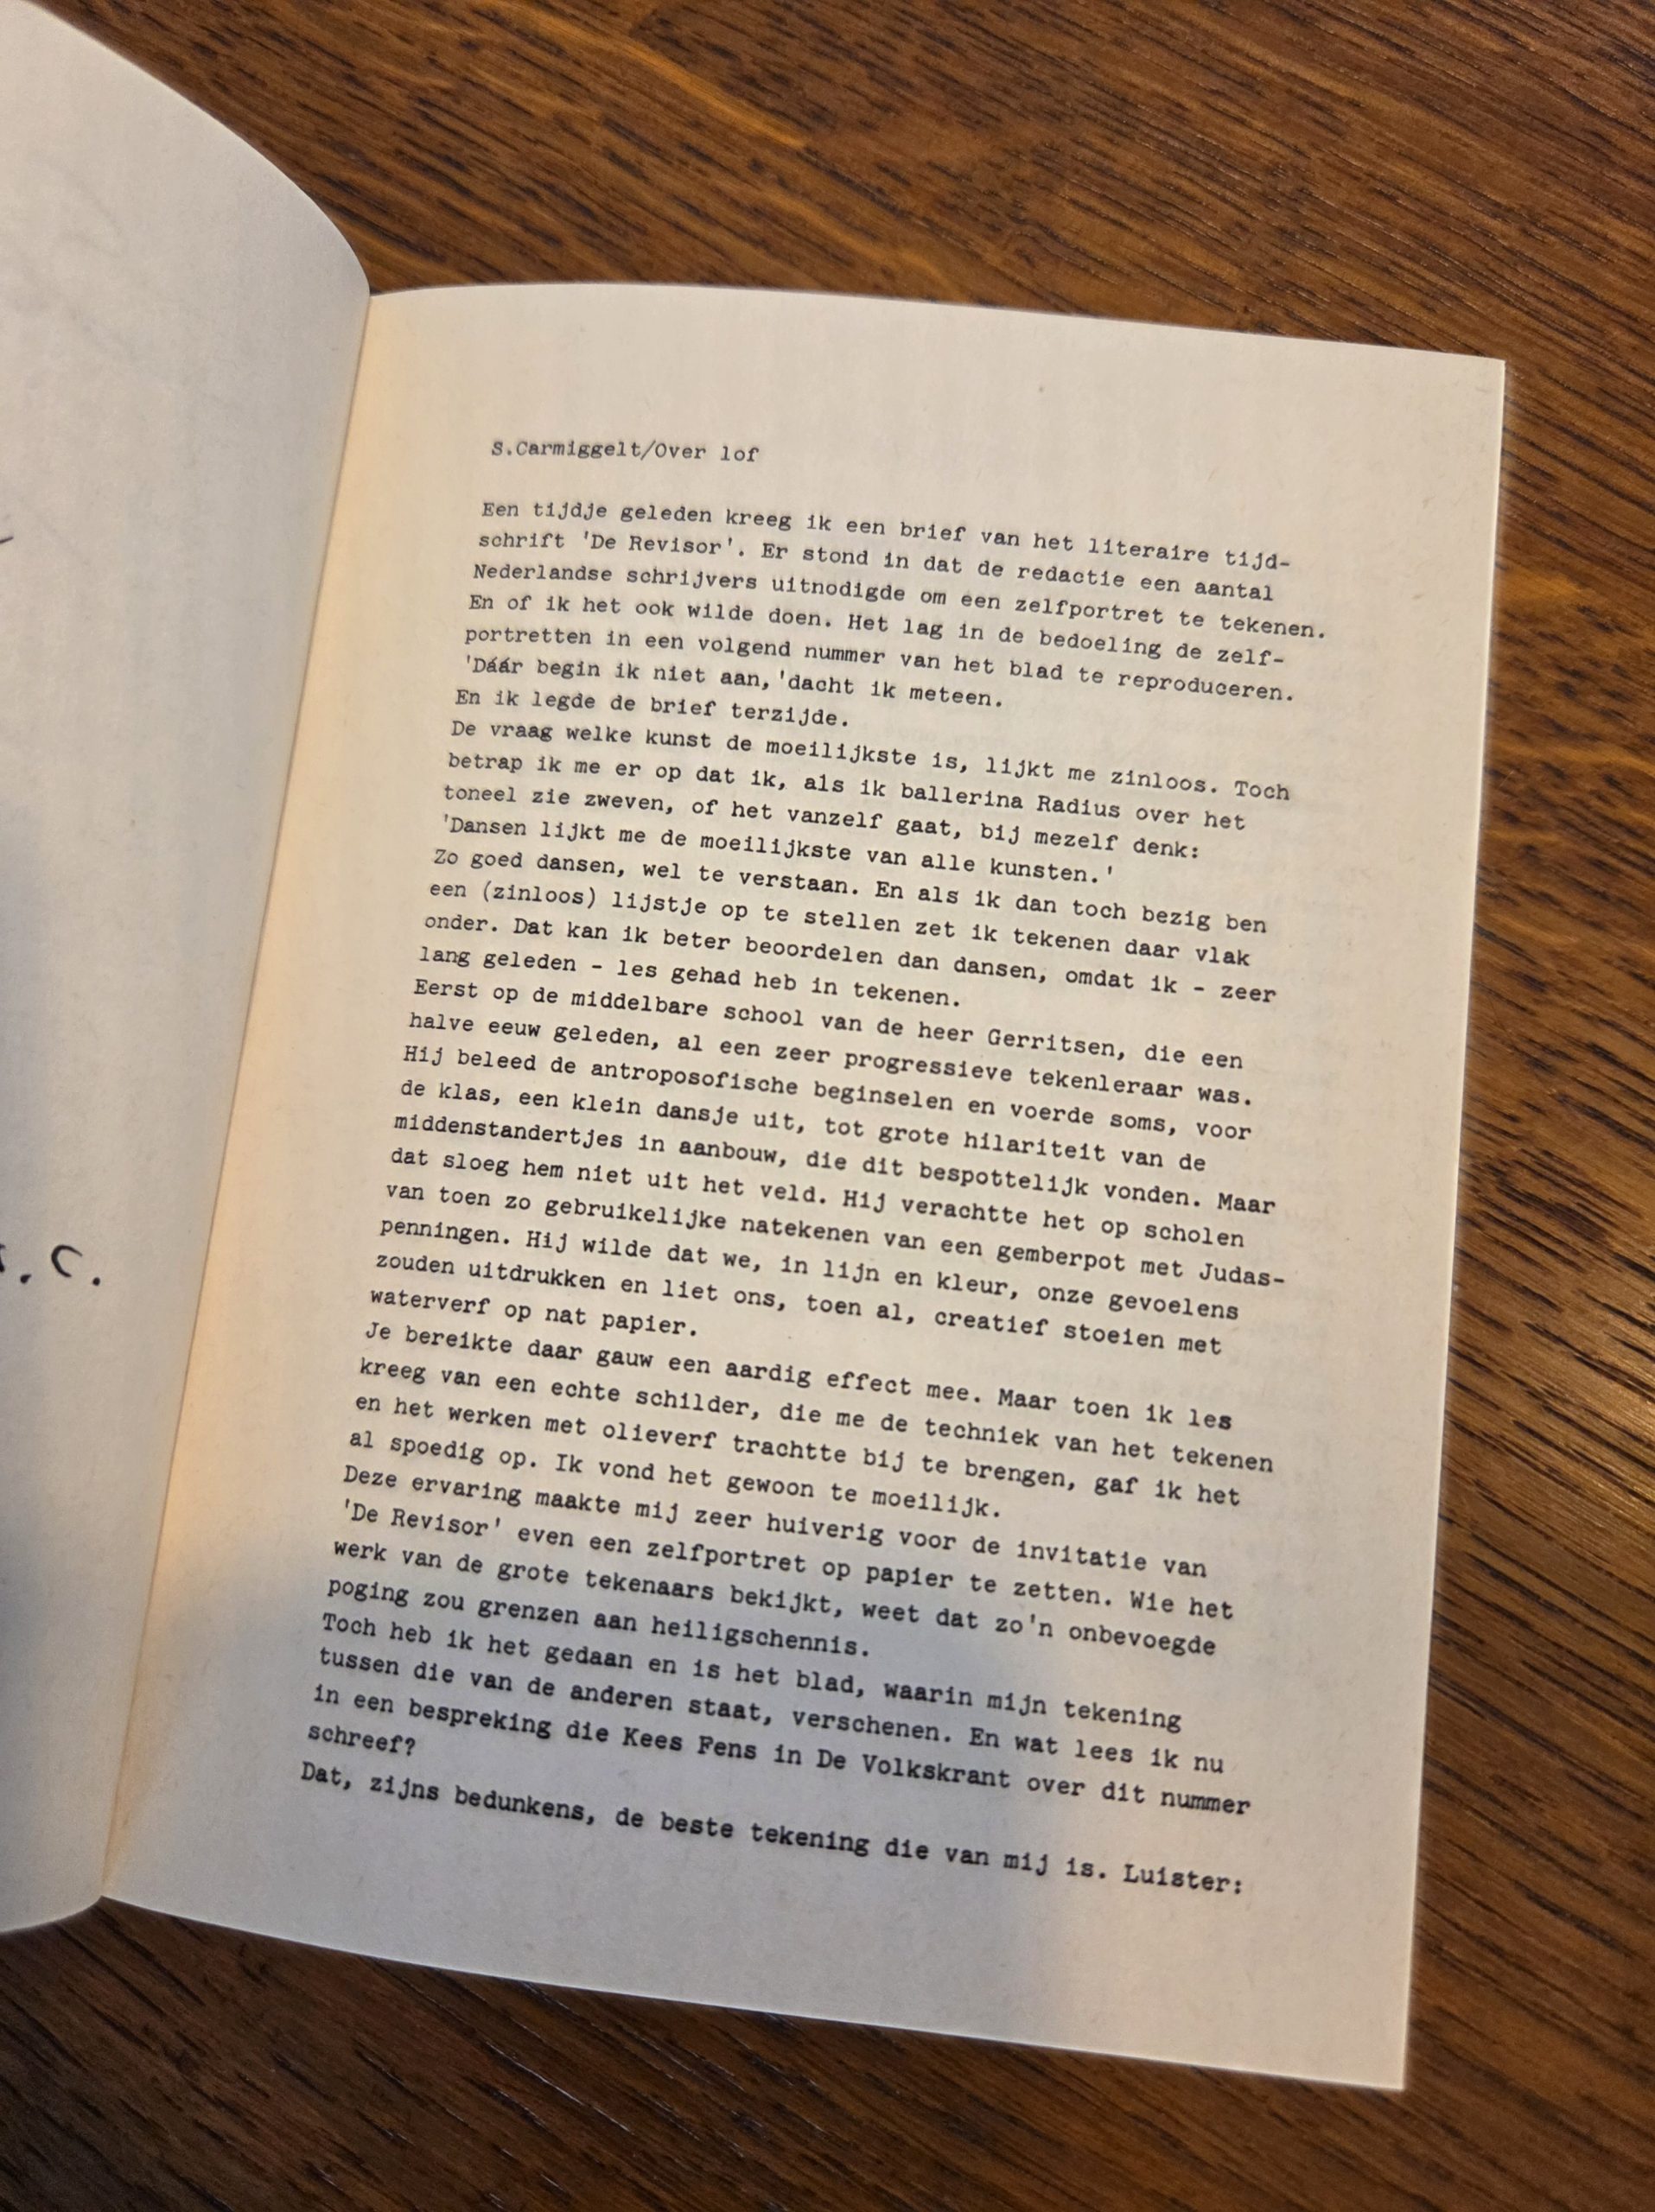 S.Carmiggelt/Over lof
Een tijdje geleden kreeg ik een brief van het literaire tijd-
schrift 'De Revisor'. Er stond in dat de redactie een aantal
Nederlandse schrijvers uitnodigde om een zelfportret te tekenen.
En of ik het ook wilde doen. Het lag in de bedoeling de zelf-
portretten in een volgend nummer van het blad te reproduceren.
'Dáár begin ik niet aan,'dacht ik meteen.
En ik legde de brief terzijde.
De vraag welke kunst de moeilijkste is, lijkt me zinloos. Toch
betrap ik me er op dat ik, als ik ballerina Radius over het
toneel zie zweven, of het vanzelf gaat, bij mezelf denk:
'Dansen lijkt me de moeilijkste van alle kunsten.'
Zo goed dansen, wel te verstaan. En als ik dan toch bezig ben
een (zinloos) lijstje op te stellen zet ik tekenen daar vlak
onder. Dat kan ik beter beoordelen dan dansen, omdat ik - zeer
lang geleden - les gehad heb in tekenen.
Eerst op de middelbare school van de heer Gerritsen, die een
halve eeuw geleden, al een zeer progressieve tekenleraar was.
Hij beleed de antroposofische beginselen en voerde soms, voor
de klas, een klein dansje uit, tot grote hilariteit van de
middenstandertjes in aanbouw, die dit bespottelijk vonden. Maar
dat sloeg hem niet uit het veld. Hij verachtte het op scholen
van toen zo gebruikelijke natekenen van een gemberpot met Judas-
penningen. Hij wilde dat we, in lijn en kleur, onze gevoelens
zouden uitdrukken en liet ons, toen al, creatief stoeien met
waterverf op nat papier.
Je bereikte daar gauw een aardig effect mee. Maar toen ik les
kreeg van een echte schilder, die me de techniek van het tekenen
en het werken met olieverf trachtte bij te brengen, gaf ik het
al spoedig op. Ik vond het gewoon te moeilijk.
Deze ervaring maakte mij zeer huiverig voor de invitatie van
'De Revisor' even een zelfportret op papier te zetten. Wie het
werk van de grote tekenaars bekijkt, weet dat zo'n onbevoegde
poging zou grenzen aan heiligschennis.
Toch heb ik het gedaan en is het blad, waarin mijn tekening
tussen die van de anderen staat, verschenen. En wat lees ik nu
in een bespreking die Kees Fens in De Volkskrant over dit nummer
schreef?
Dat, zijns bedunkens, de beste tekening die van mij is. Luister: